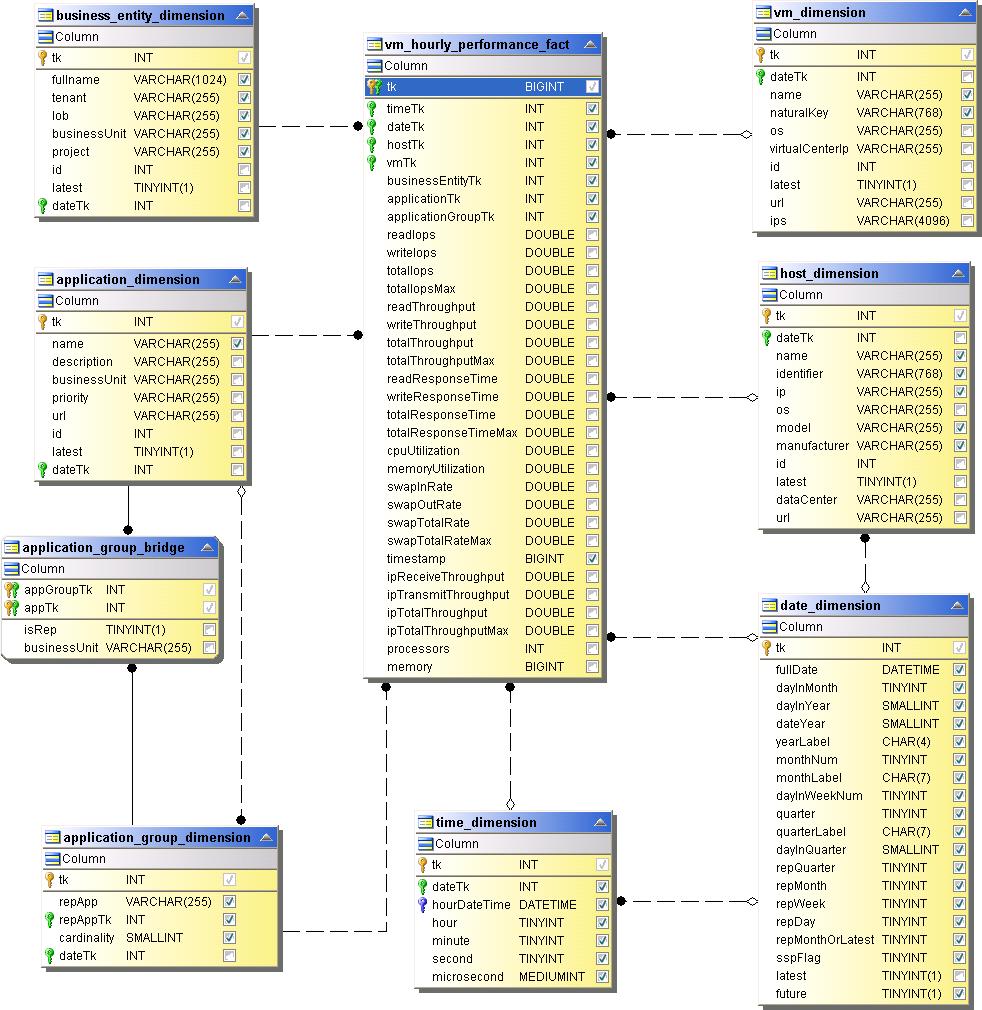 business_entity_dimension
Column
tk INT
fullname VARCHAR(1024)
tenant VARCHAR(255)
lob VARCHAR(255)
businessUnit VARCHAR(255)
project VARCHAR(255)
id INT
latest TINYINT(1)
dateTk INT
application_dimension
Column
tk INT
name VARCHAR(255)
description VARCHAR(255)
businessUnit VARCHAR(255)
priority VARCHAR(255)
url VARCHAR(255)
id INT
latest TINYINT(1)
dateTk INT
application_group_bridge
Column
appGroupTk INT
appTk INT
isRep TINYINT(1)
businessUnit VARCHAR(255)
application_group_dimension
Column
tk INT
repApp VARCHAR(255)
repAppTk INT
cardinality SMALLINT
dateTk INT
vm_hourly_performance_fact
Column
tk BIGINT
timeTk INT
dateTk INT
hostTk INT
vmTk INT
businessEntityTk INT
applicationTk INT
applicationGroupTk INT
readIops DOUBLE
writeIops DOUBLE
totalIops DOUBLE
totalIopsMax DOUBLE
readThroughput DOUBLE
writeThroughput DOUBLE
totalThroughput DOUBLE
totalThroughputMax DOUBLE
readResponseTime DOUBLE
writeResponseTime DOUBLE
totalResponseTime DOUBLE
totalResponseTimeMax DOUBLE
cpuUtilization DOUBLE
memoryUtilization DOUBLE
swapInRate DOUBLE
swapOutRate DOUBLE
swapTotalRate DOUBLE
swapTotalRateMax DOUBLE
timestamp BIGINT
ipReceiveThroughput DOUBLE
ipTransmitThroughput DOUBLE
ipTotalThroughput DOUBLE
ipTotalThroughputMax DOUBLE
processors INT
memory BIGINT
time_dimension
Column
tk INT
dateTk INT
hourDateTime DATETIME
hour TINYINT
minute TINYINT
second TINYINT
microsecond MEDIUMINT
vm_dimension
Column
tk INT
dateTk INT
name VARCHAR(255)
naturalKey VARCHAR(768)
os VARCHAR(255)
virtualCenterIp VARCHAR(255)
id INT
latest TINYINT(1)
url VARCHAR(255)
ips VARCHAR(4096)
host_dimension
Column
tk INT
dateTk INT
name VARCHAR(255)
identifier VARCHAR(768)
ip VARCHAR(255)
os VARCHAR(255)
model VARCHAR(255)
manufacturer VARCHAR(255)
id INT
latest TINYINT(1)
dataCenter VARCHAR(255)
url VARCHAR(255)
date_dimension
Column
tk INT
fullDate DATETIME
dayInMonth TINYINT
dayInYear SMALLINT
dateYear SMALLINT
yearLabel CHAR(4)
monthNum TINYINT
monthLabel CHAR(7)
dayInWeekNum TINYINT
quarter TINYINT
quarterLabel CHAR(7)
dayInQuarter SMALLINT
repQuarter TINYINT
repMonth TINYINT
repWeek TINYINT
repDay TINYINT
repMonthOrLatest TINYINT
sspFlag TINYINT
latest TINYINT(1)
future TINYINT(1)